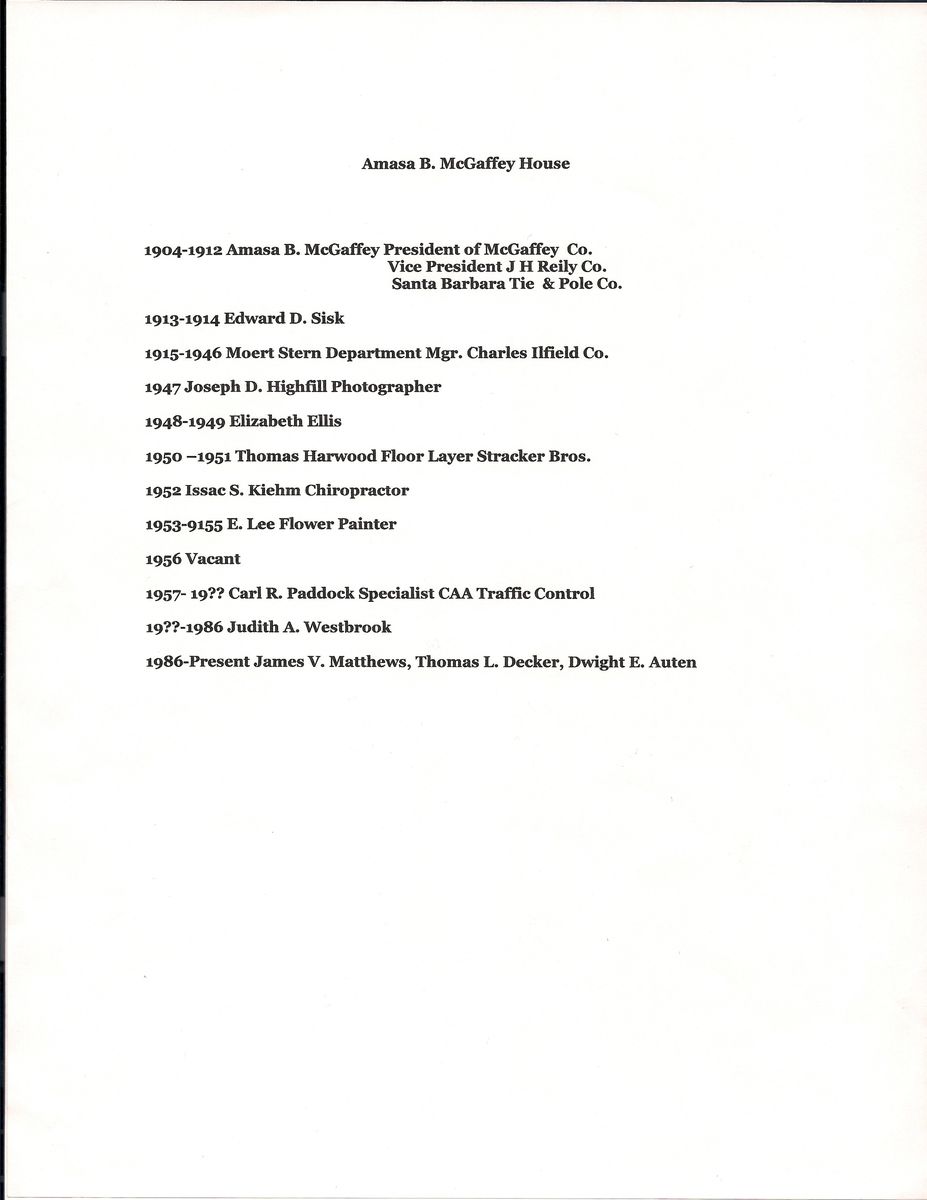 Amasa B. McGaffey House
1904-1912 Amasa B. McGaffey President of McGaffey Co.
Vice President J H Reily Co.
Santa Barbara Tie & Pole Co.
1913-1914 Edward D. Sisk
1915-1946 Moert Stern Department Mgr. Charles Ilfield Co.
1947 Joseph D. Highfill Photographer
1948-1949 Elizabeth Ellis
1950 –1951 Thomas Harwood Floor Layer Stracker Bros.
1952 Issac S. Kiehm Chiropractor
1953-9155 E. Lee Flower Painter
1956 Vacant
1957- 19?? Carl R. Paddock Specialist CAA Traffic Control
19??-1986 Judith A. Westbrook
1986-Present James V. Matthews, Thomas L. Decker, Dwight E. Auten